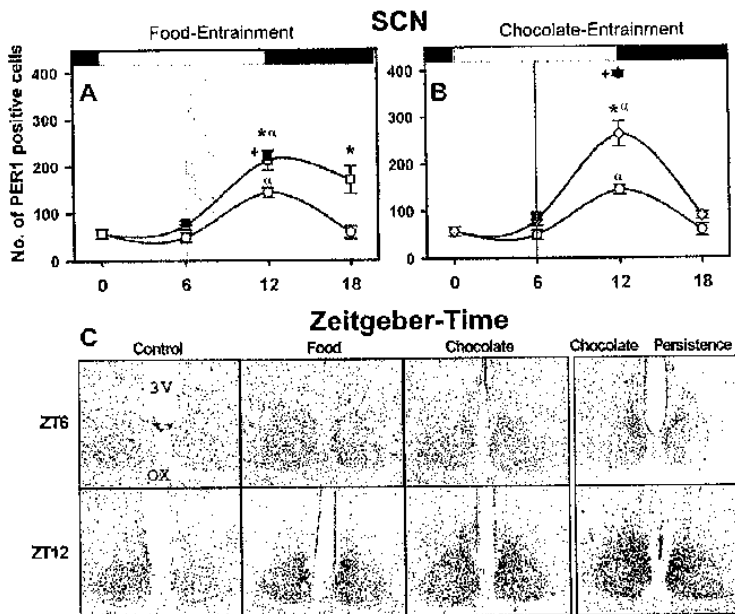 SCN
Food-Entrainment
Chocolate-Entrainment
No. of PER1 positive cells
A
400
300
200
100
0
* α
+
*
α
0 6 12 18
B
400
300
200
100
0
+
* α
α
0 6 12 18
Zeitgeber-Time
C
Control Food Chocolate Chocolate Persistence
ZT6
3V
OX
ZT12